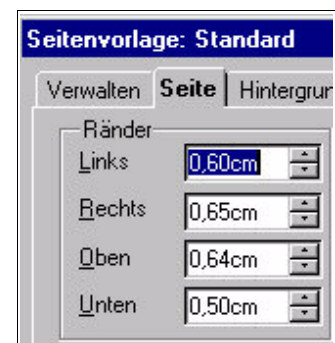 Seitenvorlage: Standard
Verwalten Seite Hintergrun
Ränder
Links 0,60cm
Rechts 0,65cm
Oben 0,64cm
Unten 0,50cm